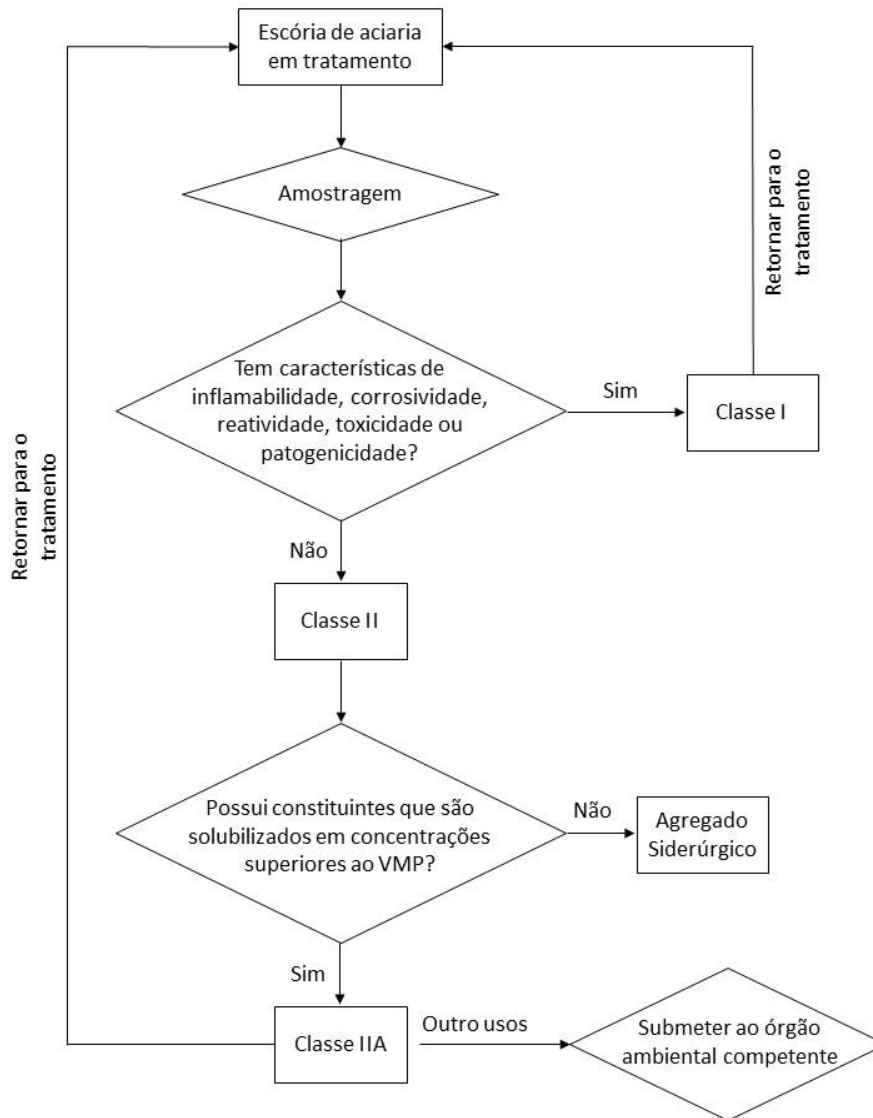 Escória de aciaria
em tratamento
Amostragem
Retornar para o
tratamento
Tem características de
inflamabilidade, corrosividade,
reatividade, toxicidade ou
patogenicidade?
Sim
Classe I
Retornar para o
tratamento
Não
Classe II
Possui constituintes que são
solubilizados em concentrações
superiores ao VMP?
Não
Agregado
Siderúrgico
Sim
Classe IIA
Outro usos
Submeter ao órgão
ambiental competente